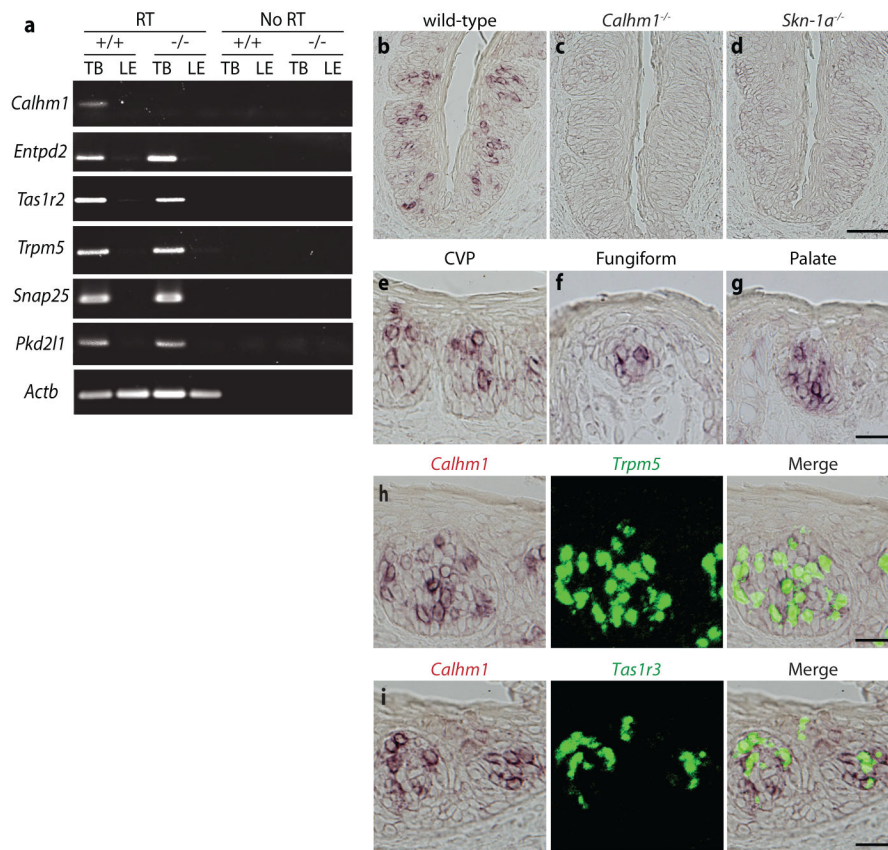 a
RT No RT
+/+ -/- +/+ -/-
TB LE TB LE TB LE TB LE
Calhm1
Entpd2
Tas1r2
Trpm5
Snap25
Pkd2l1
Actb
wild-type Calhm1-/- Skn-1a-/-
b c d
CVP Fungiform Palate
e f g
Calhm1 Trpm5 Merge
h
Calhm1 Tas1r3 Merge
i